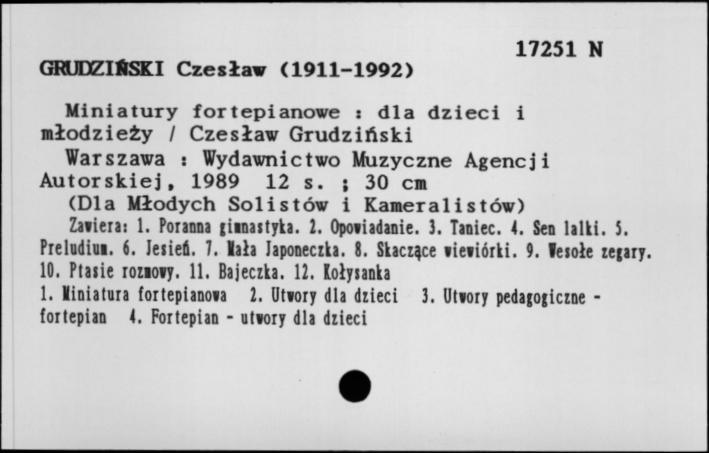 17251 N
GRUDZIŃSKI Czesław (1911-1992)
Miniatury fortepianowe : dla dzieci i
młodzieży / Czesław Grudziński
Warszawa : Wydawnictwo Muzyczne Agencji
Autorskiej, 1989 12 s. ; 30 cm
(Dla Młodych Solistów i Kameralistów)
Zawiera: 1. Poranna gimnastyka. 2. Opowiadanie. 3. Taniec. 4. Sen lalki. 5.
Preludium. 6. Jesień. 7. Mała Japoneczka. 8. Skaczące wiewiórki. 9. Wesołe zegary.
10. Ptasie rozmowy. 11. Bajeczka. 12. Kołysanka
1. Miniatura fortepianowa 2. Utwory dla dzieci 3. Utwory pedagogiczne -
fortepian 4. Fortepian - utwory dla dzieci